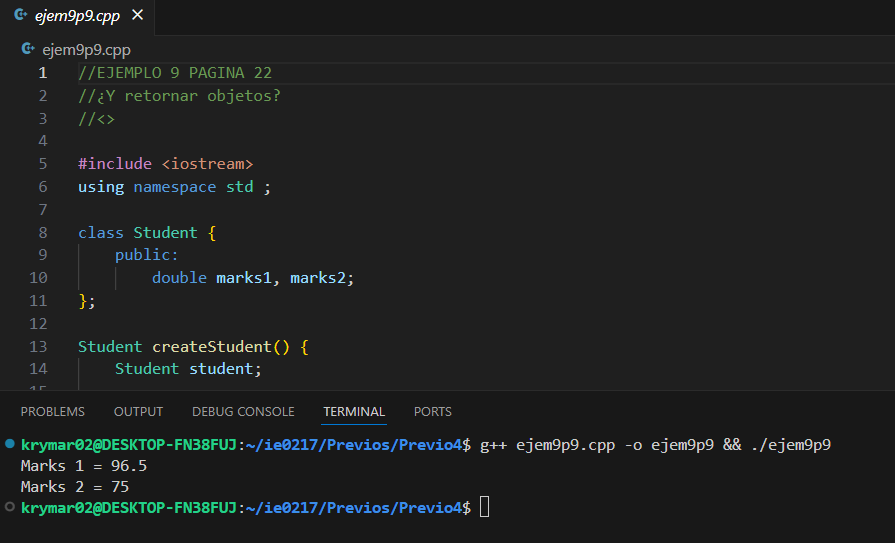 ejem9p9.cpp
ejem9p9.cpp
1 //EJEMPLO 9 PAGINA 22
2 //¿Y retornar objetos?
3 //<>
4
5 #include <iostream>
6 using namespace std ;
7
8 class Student {
9 public:
10 double marks1, marks2;
11 };
12
13 Student createStudent() {
14 Student student;
15
PROBLEMS OUTPUT DEBUG CONSOLE TERMINAL PORTS
krymar02@DESKTOP-FN38FUJ:~/ie0217/Previos/Previo4$ g++ ejem9p9.cpp -o ejem9p9 && ./ejem9p9
Marks 1 = 96.5
Marks 2 = 75
krymar02@DESKTOP-FN38FUJ:~/ie0217/Previos/Previo4$